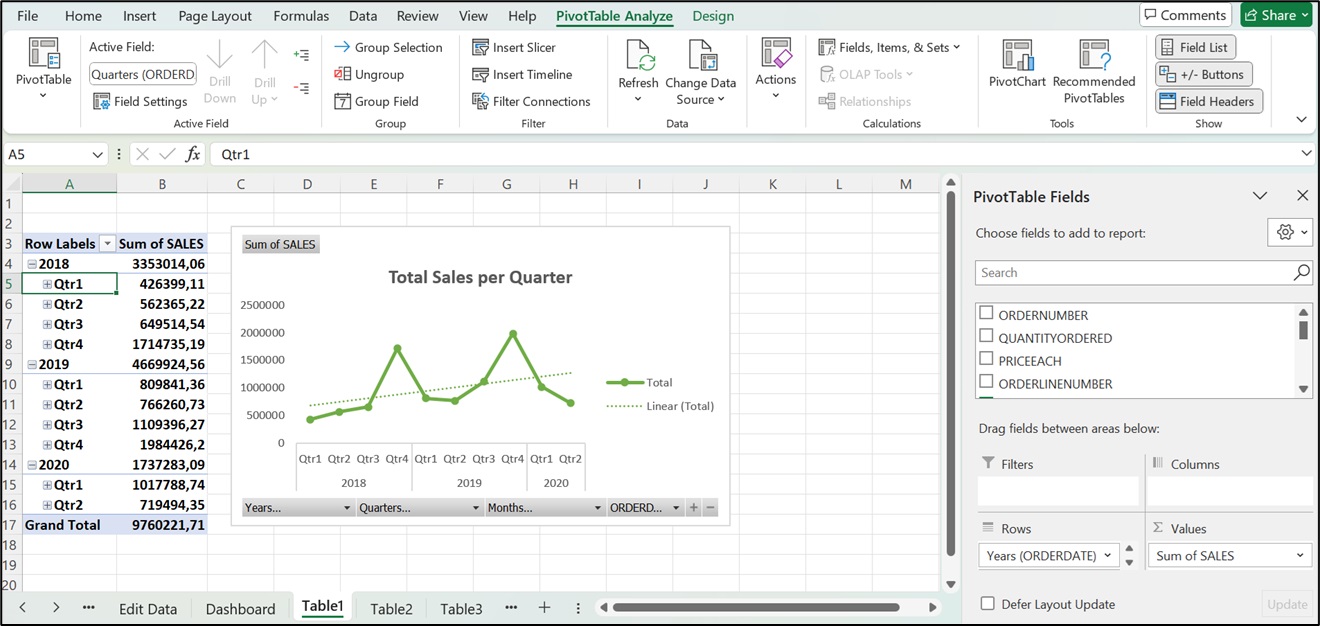 File Home Insert Page Layout Formulas Data Review View Help PivotTable Analyze Design Comments Share
PivotTable
Active Field:
Quarters (ORDERD
Field Settings
Drill Down
Drill Up
Active Field
Group Selection
Ungroup
Group Field
Group
Insert Slicer
Insert Timeline
Filter Connections
Filter
Refresh
Change Data Source
Data
Actions
Fields, Items, & Sets
OLAP Tools
Relationships
Calculations
PivotChart
Recommended PivotTables
Tools
Field List
+/- Buttons
Field Headers
Show
A5 fx Qtr1
A B C D E F G H I J K L M
1
2
3 Row Labels Sum of SALES
4 2018 3353014,06
5 Qtr1 426399,11
6 Qtr2 562365,22
7 Qtr3 649514,54
8 Qtr4 1714735,19
9 2019 4669924,56
10 Qtr1 809841,36
11 Qtr2 766260,73
12 Qtr3 1109396,27
13 Qtr4 1984426,2
14 2020 1737283,09
15 Qtr1 1017788,74
16 Qtr2 719494,35
17 Grand Total 9760221,71
18
19
20
Sum of SALES
Total Sales per Quarter
2500000
2000000
1500000
1000000
500000
0
Qtr1 Qtr2 Qtr3 Qtr4 Qtr1 Qtr2 Qtr3 Qtr4 Qtr1 Qtr2
2018 2019 2020
Total
Linear (Total)
Years... Quarters... Months... ORDERD... + −
PivotTable Fields
Choose fields to add to report:
Search
ORDERNUMBER
QUANTITYORDERED
PRICEEACH
ORDERLINENUMBER
Drag fields between areas below:
Filters Columns
Rows Σ Values
Years (ORDERDATE) Sum of SALES
Defer Layout Update Update
Edit Data Dashboard Table1 Table2 Table3